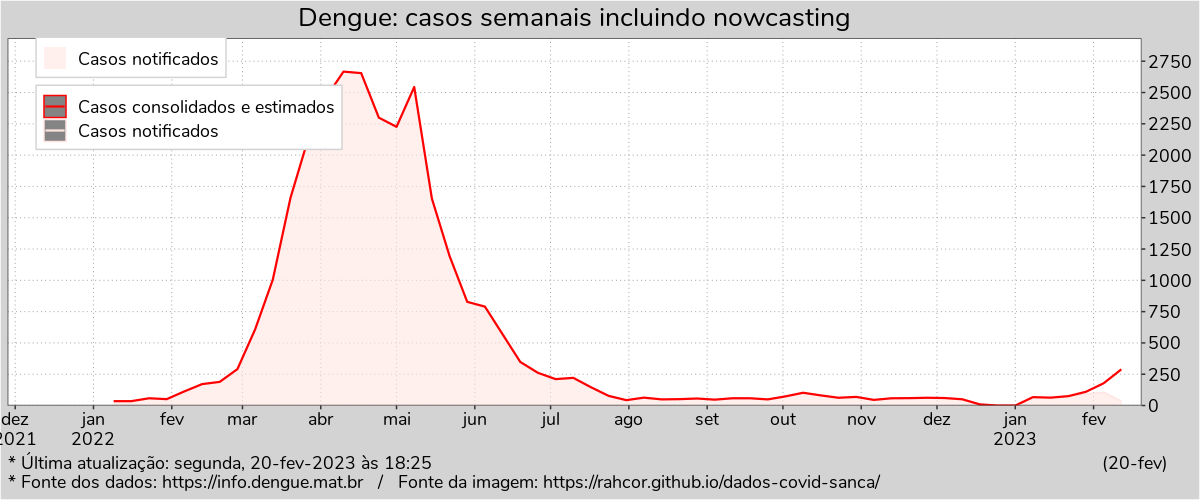 Dengue: casos semanais incluindo nowcasting
Casos notificados
Casos consolidados e estimados
Casos notificados
2750
2500
2250
2000
1750
1500
1250
1000
750
500
250
0
dez jan fev mar abr mai jun jul ago set out nov dez jan fev
2021 2022 2023
* Última atualização: segunda, 20-fev-2023 às 18:25 (20-fev)
* Fonte dos dados: https://info.dengue.mat.br / Fonte da imagem: https://rahcor.github.io/dados-covid-sanca/